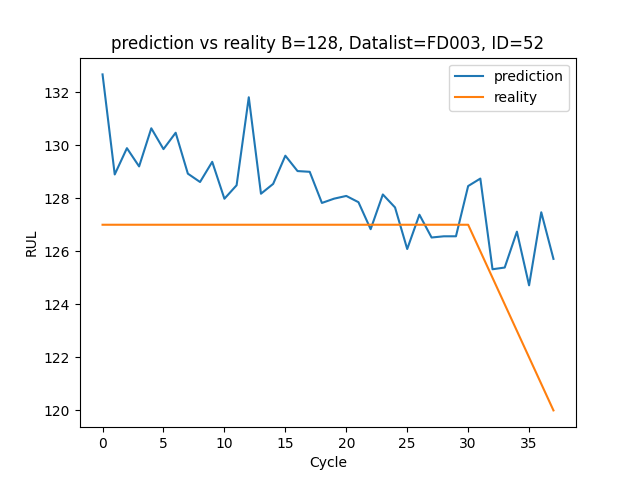 prediction vs reality B=128, Datalist=FD003, ID=52
prediction
reality
132
130
128
126
124
122
120
RUL
0 5 10 15 20 25 30 35
Cycle